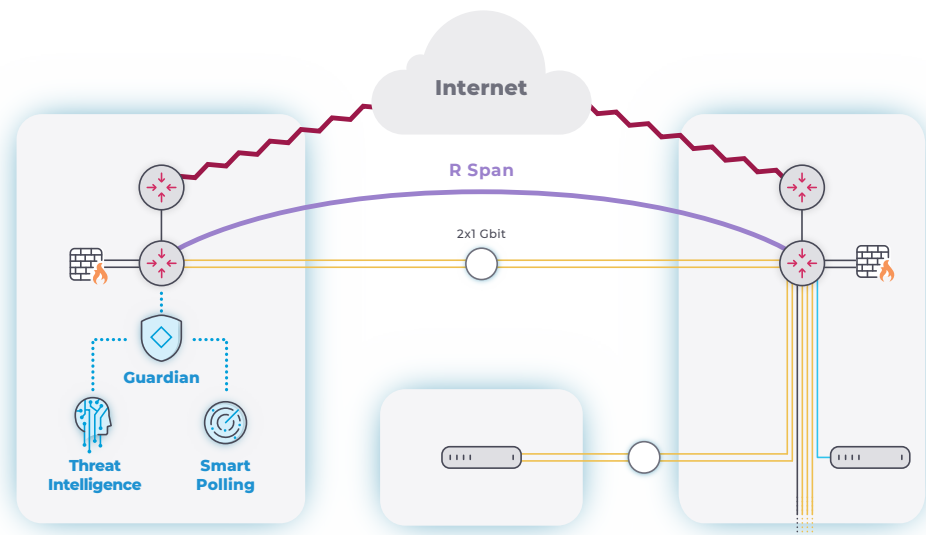 Internet
R Span
2x1 Gbit
Guardian
Threat
Intelligence
Smart
Polling